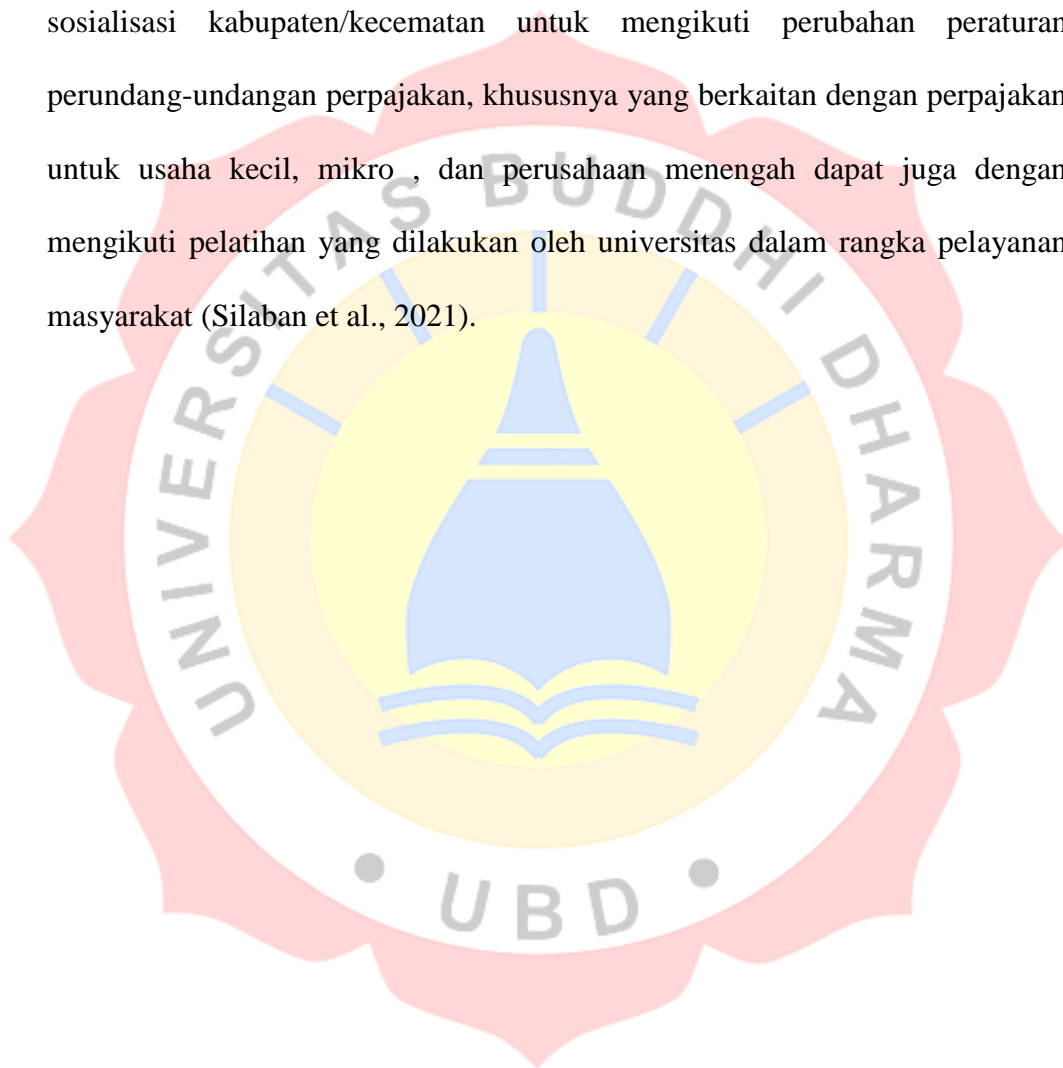 sosialisasi kabupaten/kecematan untuk mengikuti perubahan peraturan
perundang-undangan perpajakan, khususnya yang berkaitan dengan perpajakan
untuk usaha kecil, mikro , dan perusahaan menengah dapat juga dengan
mengikuti pelatihan yang dilakukan oleh universitas dalam rangka pelayanan
masyarakat (Silaban et al., 2021).
UNIVERSITAS BUDDHI DHARMA
• UBD •